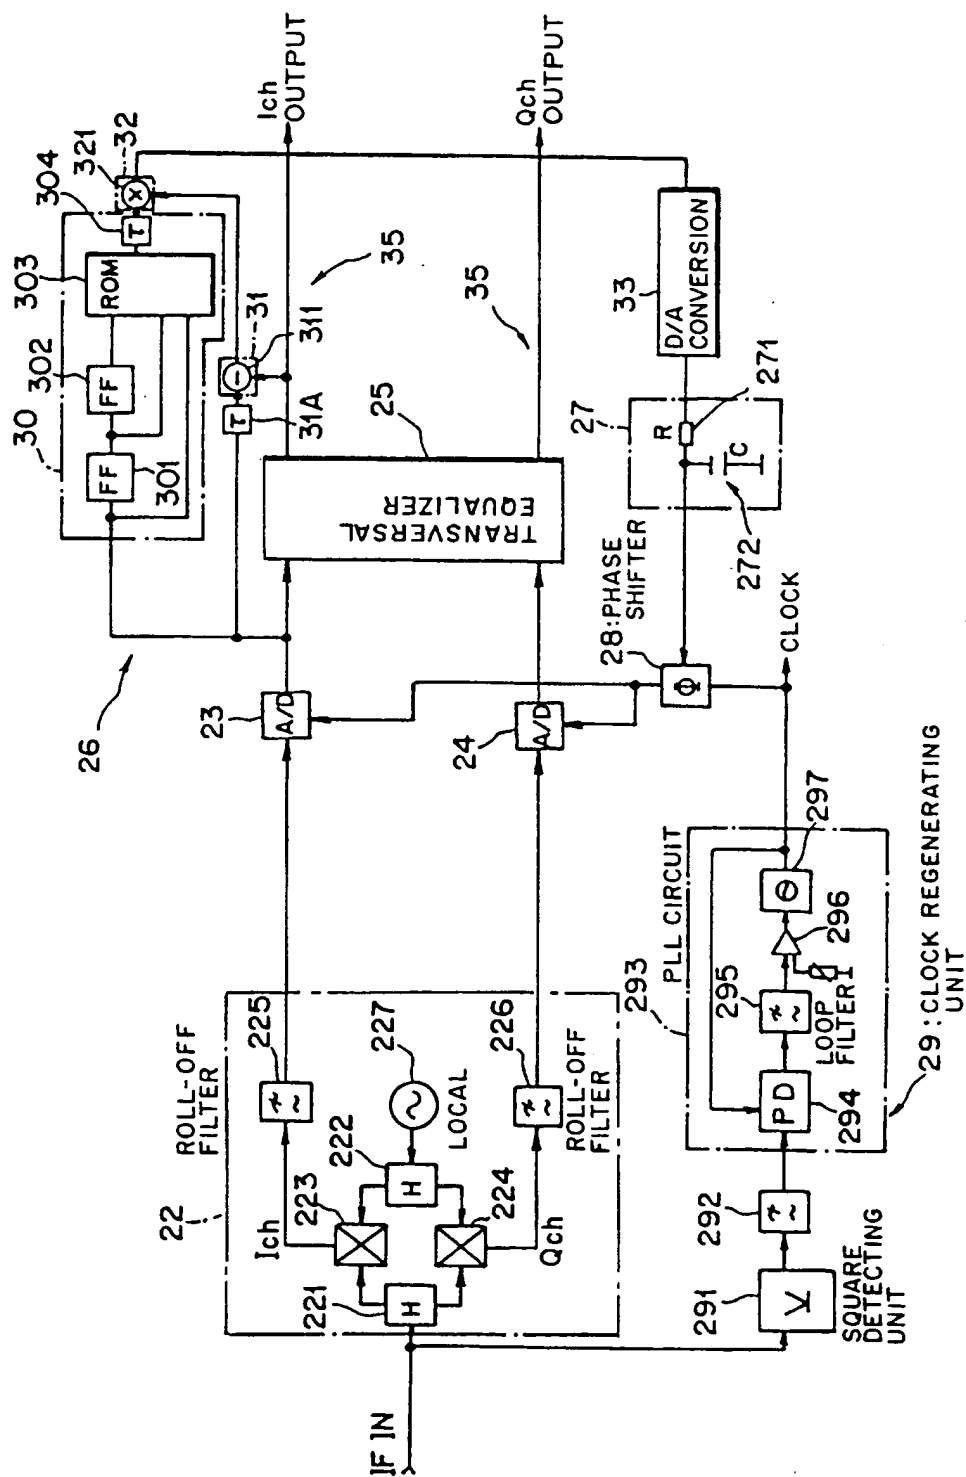 IF IN
22
221
H
Ich
223
222
H
224
Qch
227
LOCAL
ROLL-OFF
FILTER
225
ROLL-OFF
FILTER
226
23
A/D
24
A/D
26
30
FF
301
302
FF
303
ROM
304
T
321
32
X
T
31A
31
311
25
TRANSVERSAL
EQUALIZER
35
35
Ich
OUTPUT
Qch
OUTPUT
33
D/A
CONVERSION
27
R
271
C
272
28:PHASE
SHIFTER
Φ
CLOCK
291
SQUARE
DETECTING
UNIT
292
293
PLL CIRCUIT
PD
294
295
LOOP
FILTER1
296
297
Θ
29:CLOCK REGENERATING
UNIT